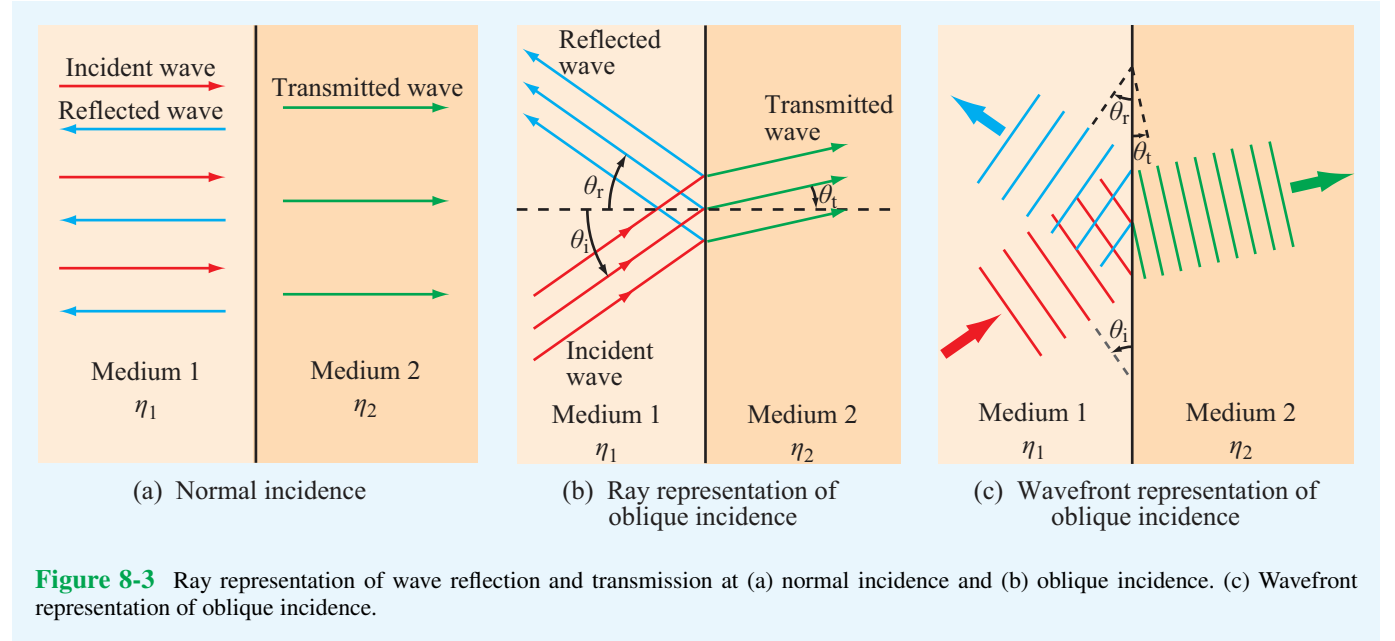 Incident wave
Reflected wave
Transmitted wave
Medium 1
η1
Medium 2
η2
(a) Normal incidence
Reflected
wave
Transmitted
wave
θr
θt
θi
Incident
wave
Medium 1
η1
Medium 2
η2
(b) Ray representation of
oblique incidence
θr
θt
θi
Medium 1
η1
Medium 2
η2
(c) Wavefront representation of
oblique incidence
Figure 8-3 Ray representation of wave reflection and transmission at (a) normal incidence and (b) oblique incidence. (c) Wavefront
representation of oblique incidence.